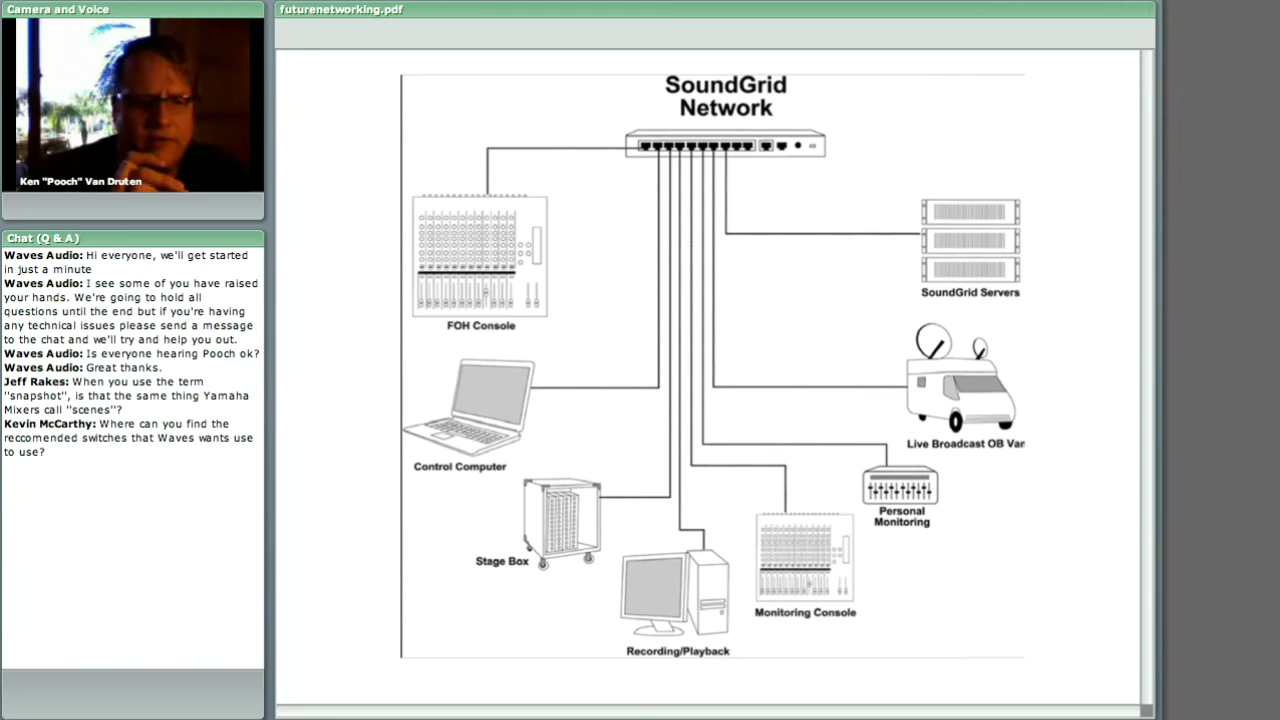 Camera and Voice
Ken "Pooch" Van Druten
Chat (Q & A)
Waves Audio: Hi everyone, we'll get started
in just a minute
Waves Audio: I see some of you have raised
your hands. We're going to hold all
questions until the end but if you're having
any technical issues please send a message
to the chat and we'll try and help you out.
Waves Audio: Is everyone hearing Pooch ok?
Waves Audio: Great thanks.
Jeff Rakes: When you use the term
"snapshot", is that the same thing Yamaha
Mixers call "scenes"?
Kevin McCarthy: Where can you find the
reccomended switches that Waves wants us
to use?
futurenetworking.pdf
SoundGrid
Network
FOH Console
SoundGrid Servers
Control Computer
Live Broadcast OB Van
Stage Box
Personal
Monitoring
Monitoring Console
Recording/Playback